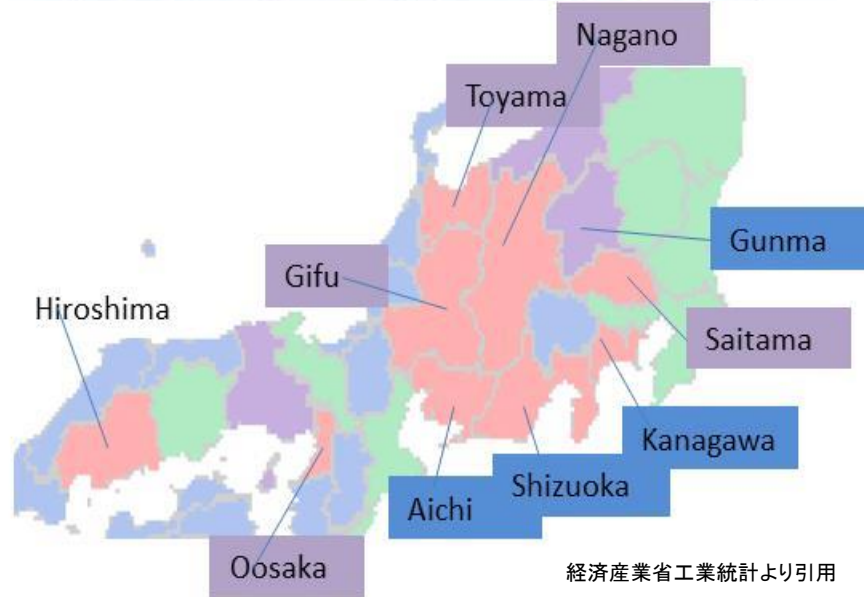 Nagano
Toyama
Gunma
Gifu
Hiroshima
Saitama
Kanagawa
Shizuoka
Aichi
Oosaka
経済産業省工業統計より引用